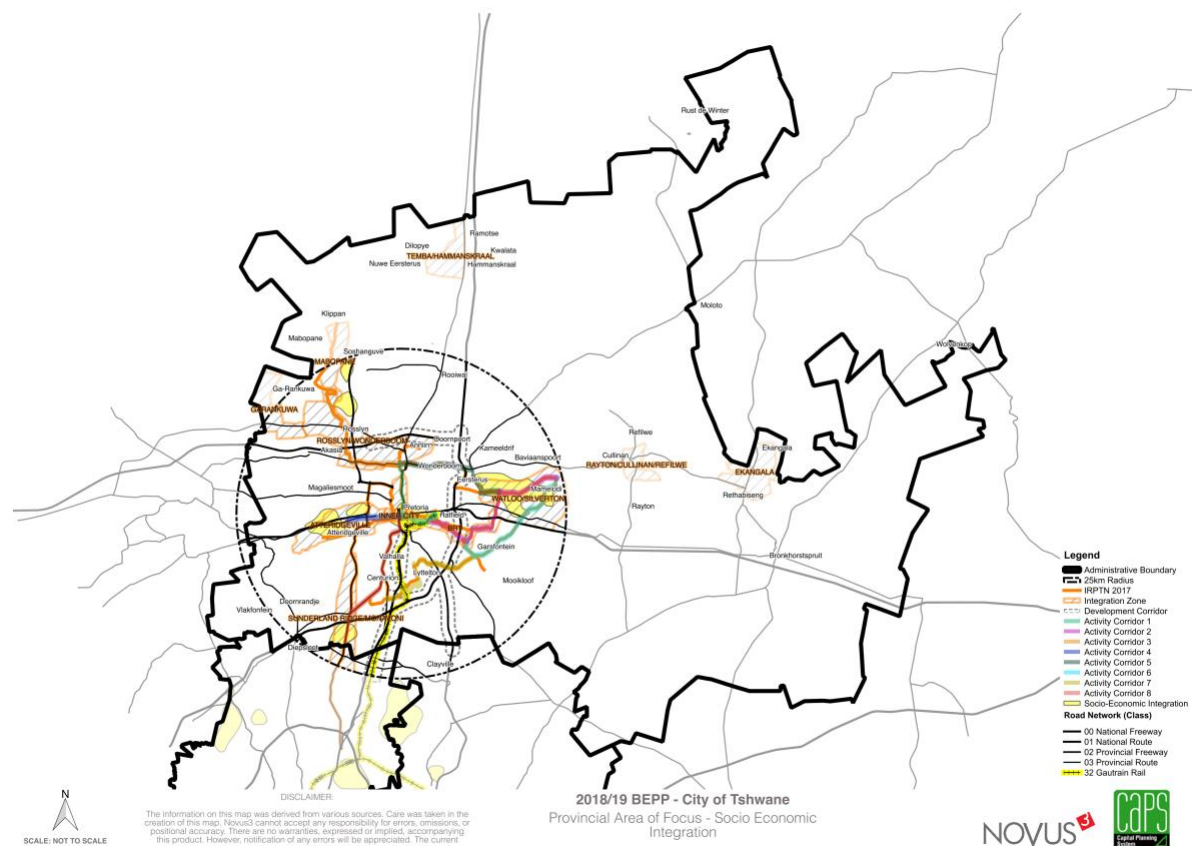 Rust de Winter
Ramotse
Dilopye
Kwalata
TEMBA/HAMMANSKRAAL
Nuwe Eersterus
Hammanskraal
Moloto
Klippan
Mabopane
Soshanguve
MABOPANE
Rooiwal
Ga-Rankuwa
GARANKUWA
Rosslyn
ROSSLYN/WONDERBOOM
Doornpoort
Akasia
Kameeldrif
Wonderboom
Baviaanspoort
Refilwe
Cullinan
RAYTON/CULLINAN/REFILWE
Ekangala
EKANGALA
Rethabiseng
Eersterus
Magaliesmoot
Mamelodi
WATLOO/SILVERTON
Rayton
Pretoria
INNER CITY
ATTERIDGEVILLE
Atteridgeville
Garsfontein
Bronkhorstspruit
Valhalla
Lyttelton
Centurion
Mooikloof
Doornrandje
Vlakfontein
Diepsloot
Clayville
Legend
Administrative Boundary
25km Radius
IRPTN 2017
Integration Zone
Development Corridor
Activity Corridor 1
Activity Corridor 2
Activity Corridor 3
Activity Corridor 4
Activity Corridor 5
Activity Corridor 6
Activity Corridor 7
Activity Corridor 8
Socio-Economic Integration
Road Network (Class)
00 National Freeway
01 National Route
02 Provincial Freeway
03 Provincial Route
32 Gautrain Rail
N
SCALE: NOT TO SCALE
DISCLAIMER:
The information on this map was derived from various sources. Care was taken in the
creation of this map. Novus3 cannot accept any responsibility for errors, omissions, or
positional accuracy. There are no warranties, expressed or implied, accompanying
this product. However, notification of any errors will be appreciated. The current
2018/19 BEPP - City of Tshwane
Provincial Area of Focus - Socio Economic
Integration
NOVUS3
CaPS
Capital Planning
System